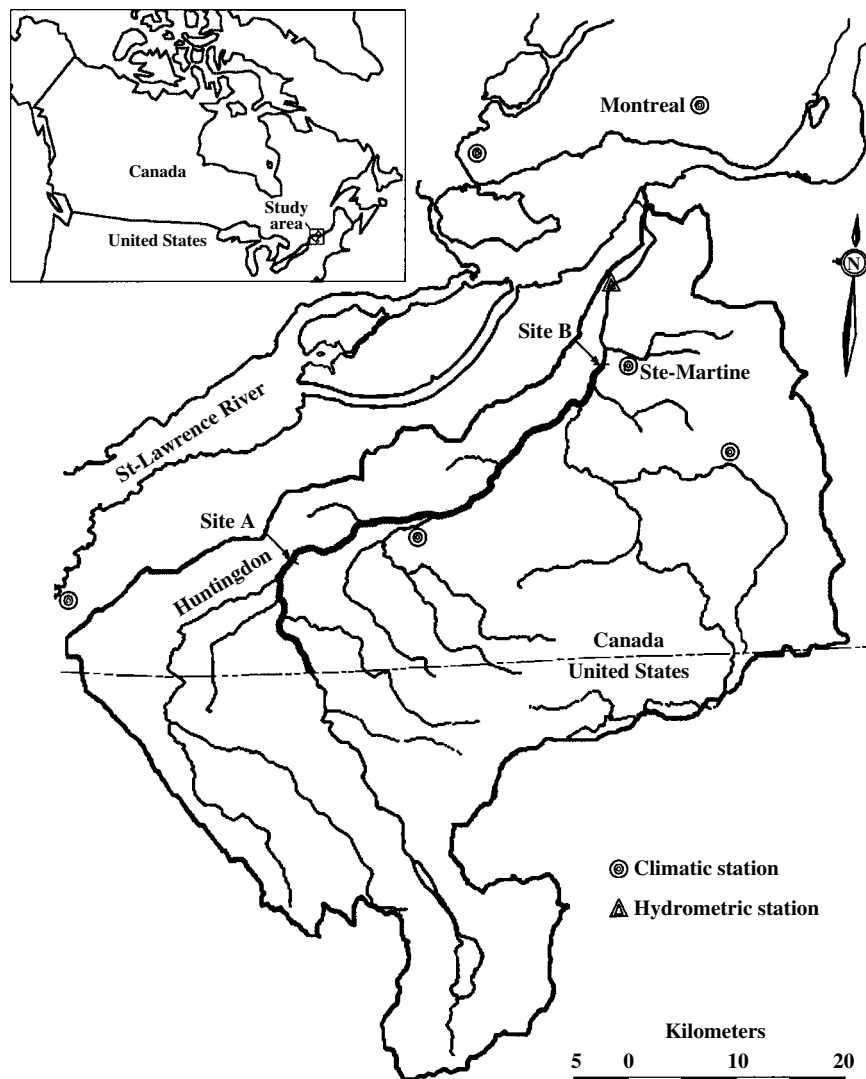 Canada
Study
area
United States
Montreal
N
Site B
Ste-Martine
St-Lawrence River
Site A
Huntingdon
Canada
United States
Climatic station
Hydrometric station
Kilometers
5 0 10 20